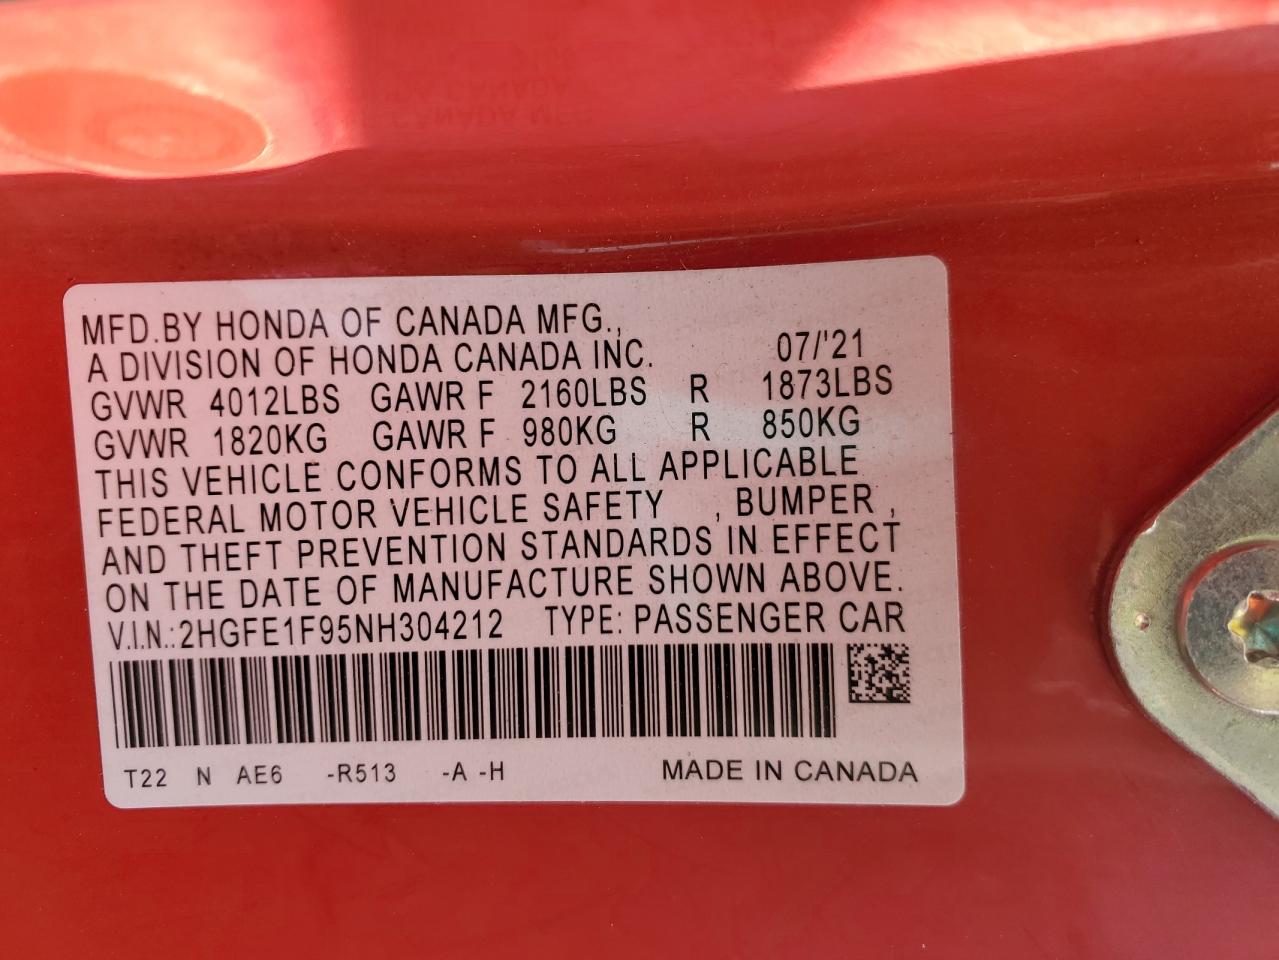 MFD.BY HONDA OF CANADA MFG.,
A DIVISION OF HONDA CANADA INC. 07/'21
GVWR 4012LBS GAWR F 2160LBS R 1873LBS
GVWR 1820KG GAWR F 980KG R 850KG
THIS VEHICLE CONFORMS TO ALL APPLICABLE
FEDERAL MOTOR VEHICLE SAFETY , BUMPER ,
AND THEFT PREVENTION STANDARDS IN EFFECT
ON THE DATE OF MANUFACTURE SHOWN ABOVE.
V.I.N.:2HGFE1F95NH304212 TYPE: PASSENGER CAR
T22 N AE6 -R513 -A -H MADE IN CANADA